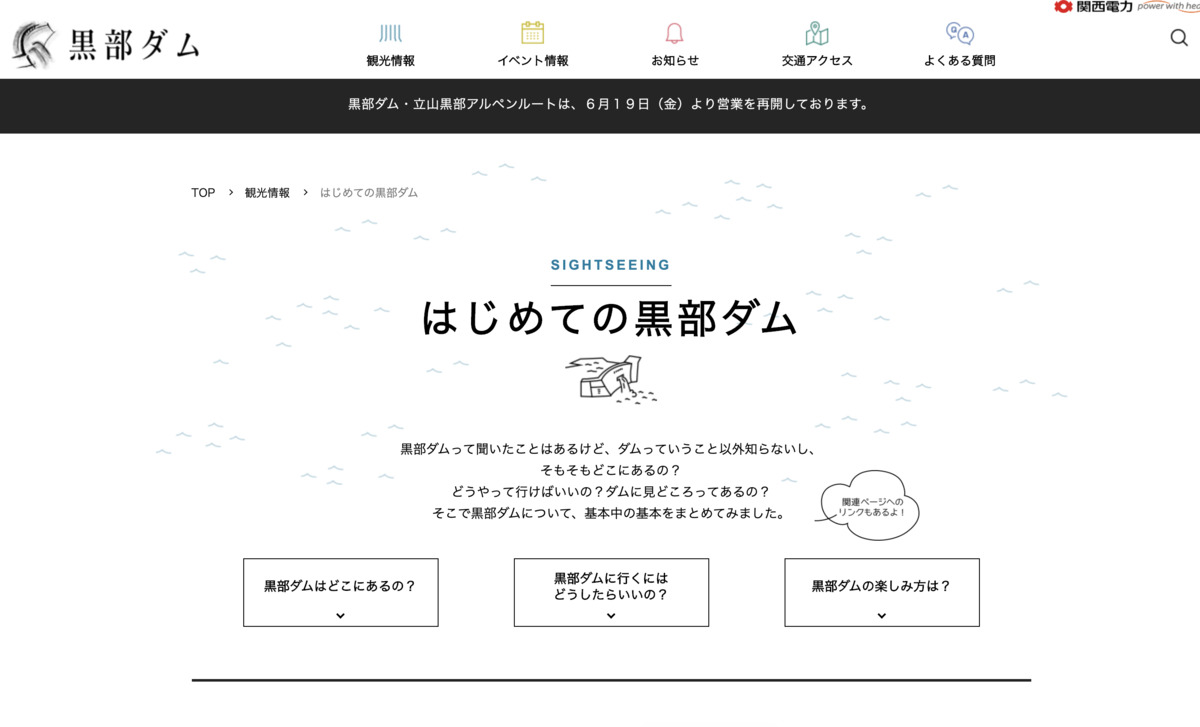 関西電力 power with hea
黒部ダム
観光情報
イベント情報
お知らせ
交通アクセス
よくある質問
Q A
黒部ダム・立山黒部アルペンルートは、６月１９日（金）より営業を再開しております。
TOP > 観光情報 > はじめての黒部ダム
SIGHTSEEING
はじめての黒部ダム
黒部ダムって聞いたことはあるけど、ダムっていうこと以外知らないし、
そもそもどこにあるの？
どうやって行けばいいの？ダムに見どころってあるの？
そこで黒部ダムについて、基本中の基本をまとめてみました。
関連ページへの
リンクもあるよ！
黒部ダムはどこにあるの？
黒部ダムに行くには
どうしたらいいの？
黒部ダムの楽しみ方は？